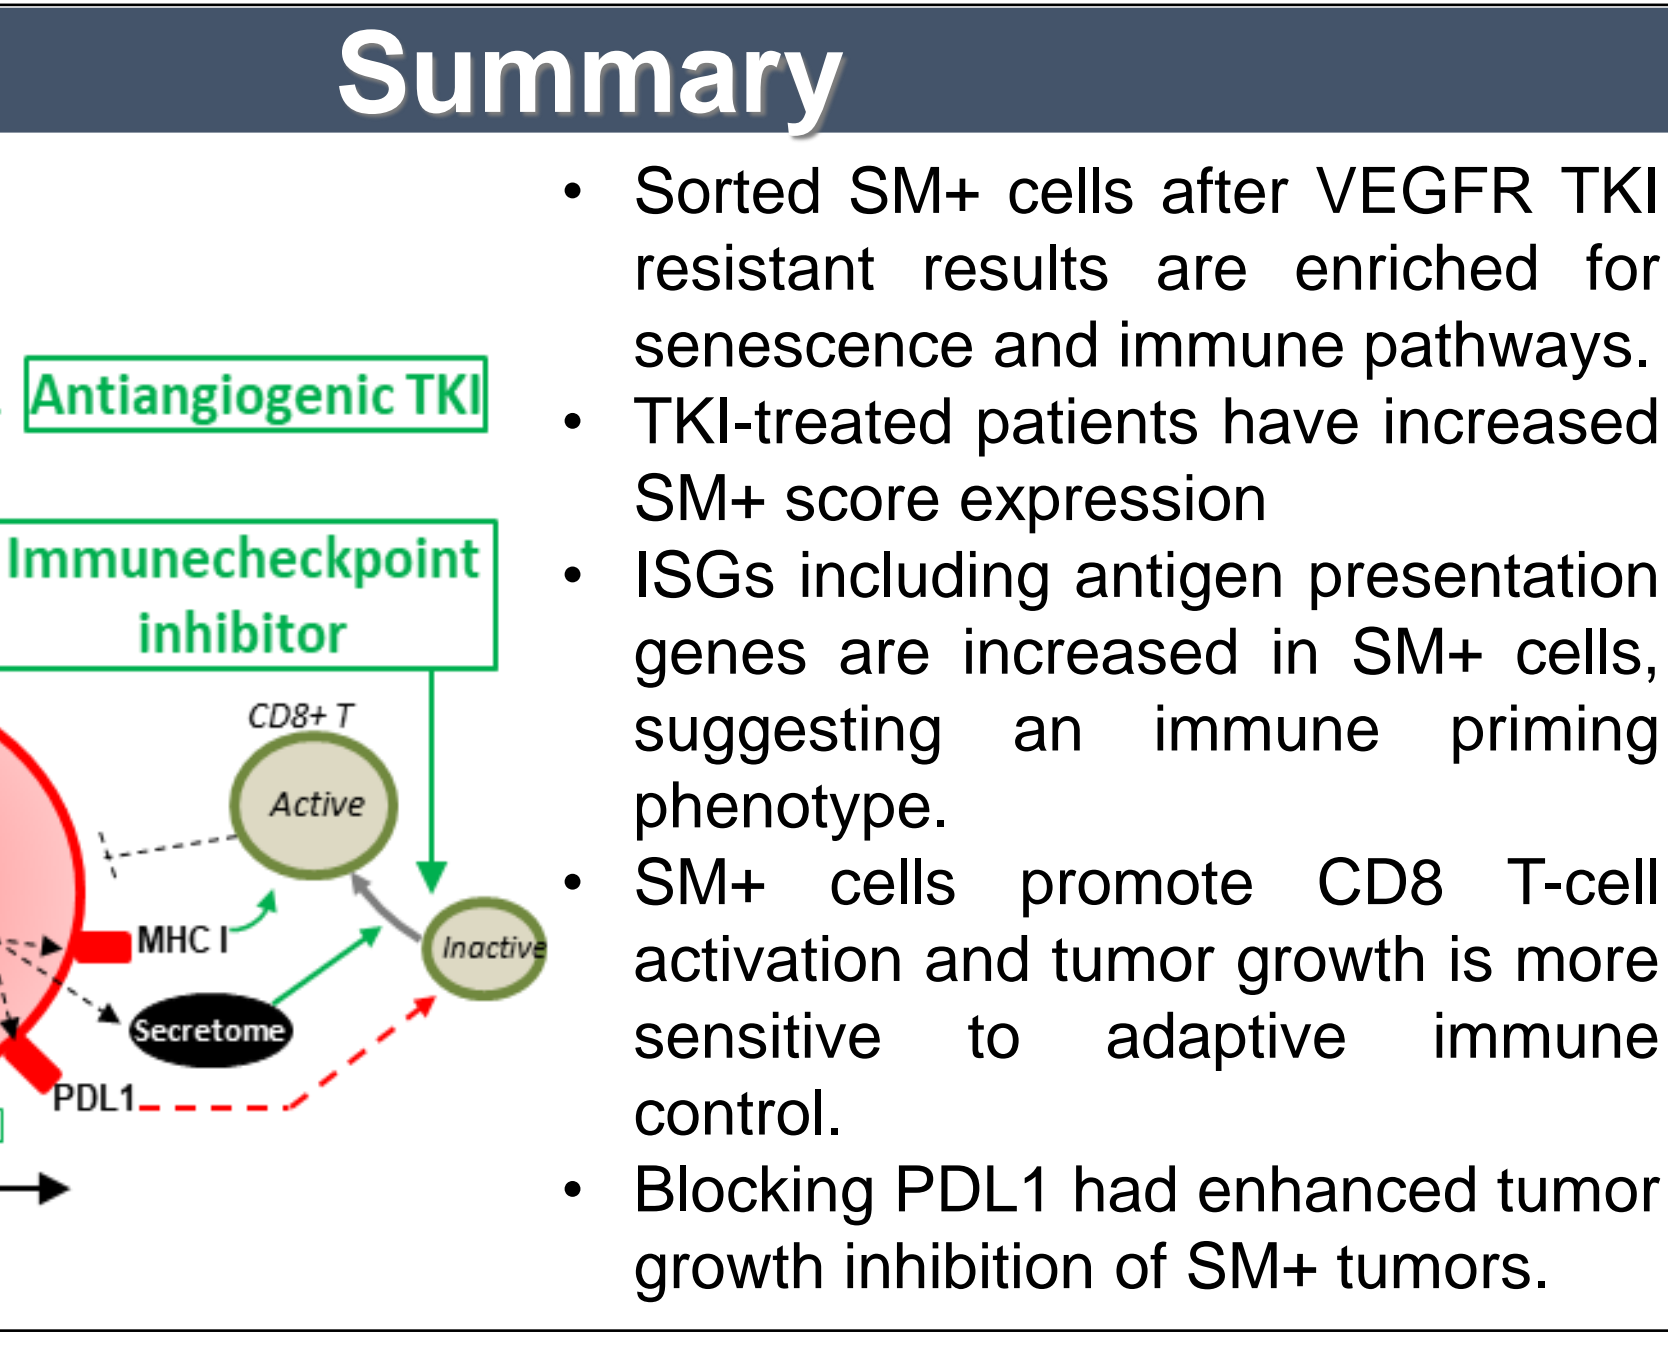 Summary
Antiangiogenic TKI
Immunecheckpoint
inhibitor
CD8+ T
Active
Inactive
MHC I
Secretome
PDL1
• Sorted SM+ cells after VEGFR TKI
resistant results are enriched for
senescence and immune pathways.
• TKI-treated patients have increased
SM+ score expression
• ISGs including antigen presentation
genes are increased in SM+ cells,
suggesting an immune priming
phenotype.
• SM+ cells promote CD8 T-cell
activation and tumor growth is more
sensitive to adaptive immune
control.
• Blocking PDL1 had enhanced tumor
growth inhibition of SM+ tumors.